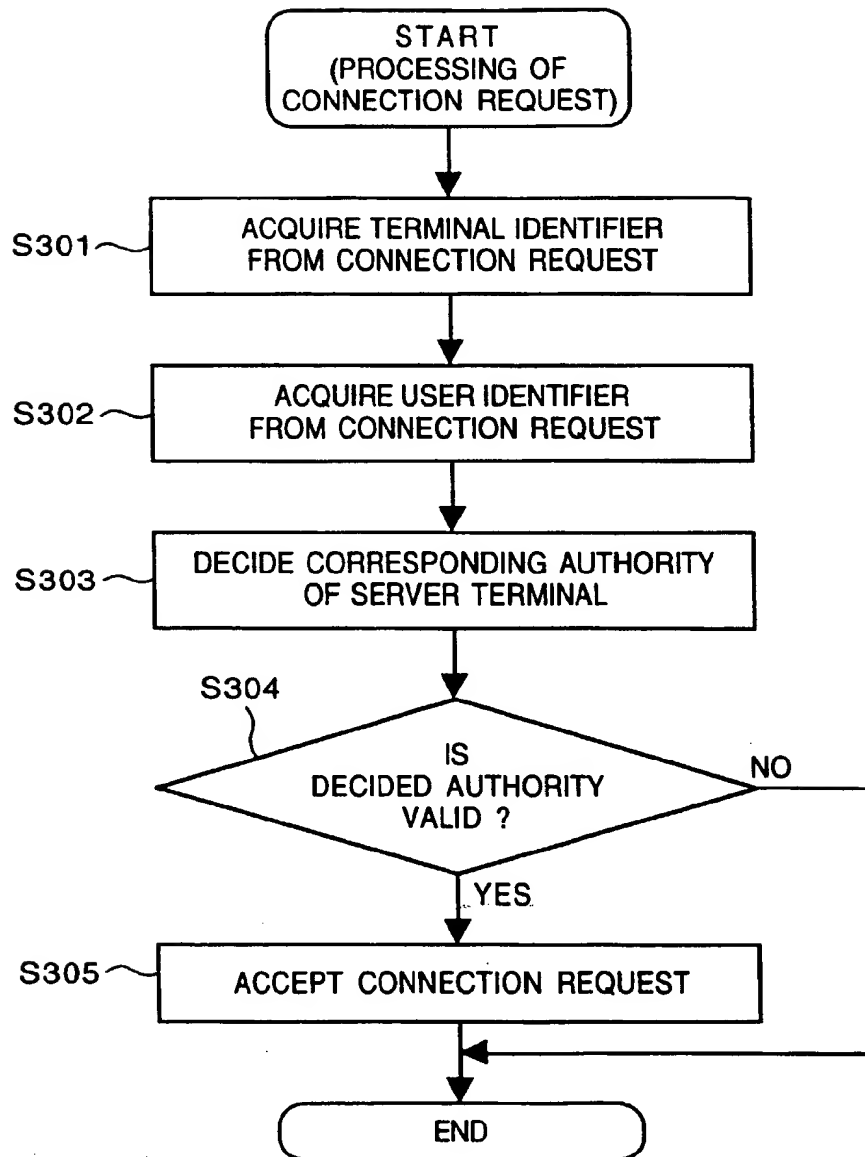 START
(PROCESSING OF
CONNECTION REQUEST)
S301
ACQUIRE TERMINAL IDENTIFIER
FROM CONNECTION REQUEST
S302
ACQUIRE USER IDENTIFIER
FROM CONNECTION REQUEST
S303
DECIDE CORRESPONDING AUTHORITY
OF SERVER TERMINAL
S304
IS
DECIDED AUTHORITY
VALID ?
NO
YES
S305
ACCEPT CONNECTION REQUEST
END